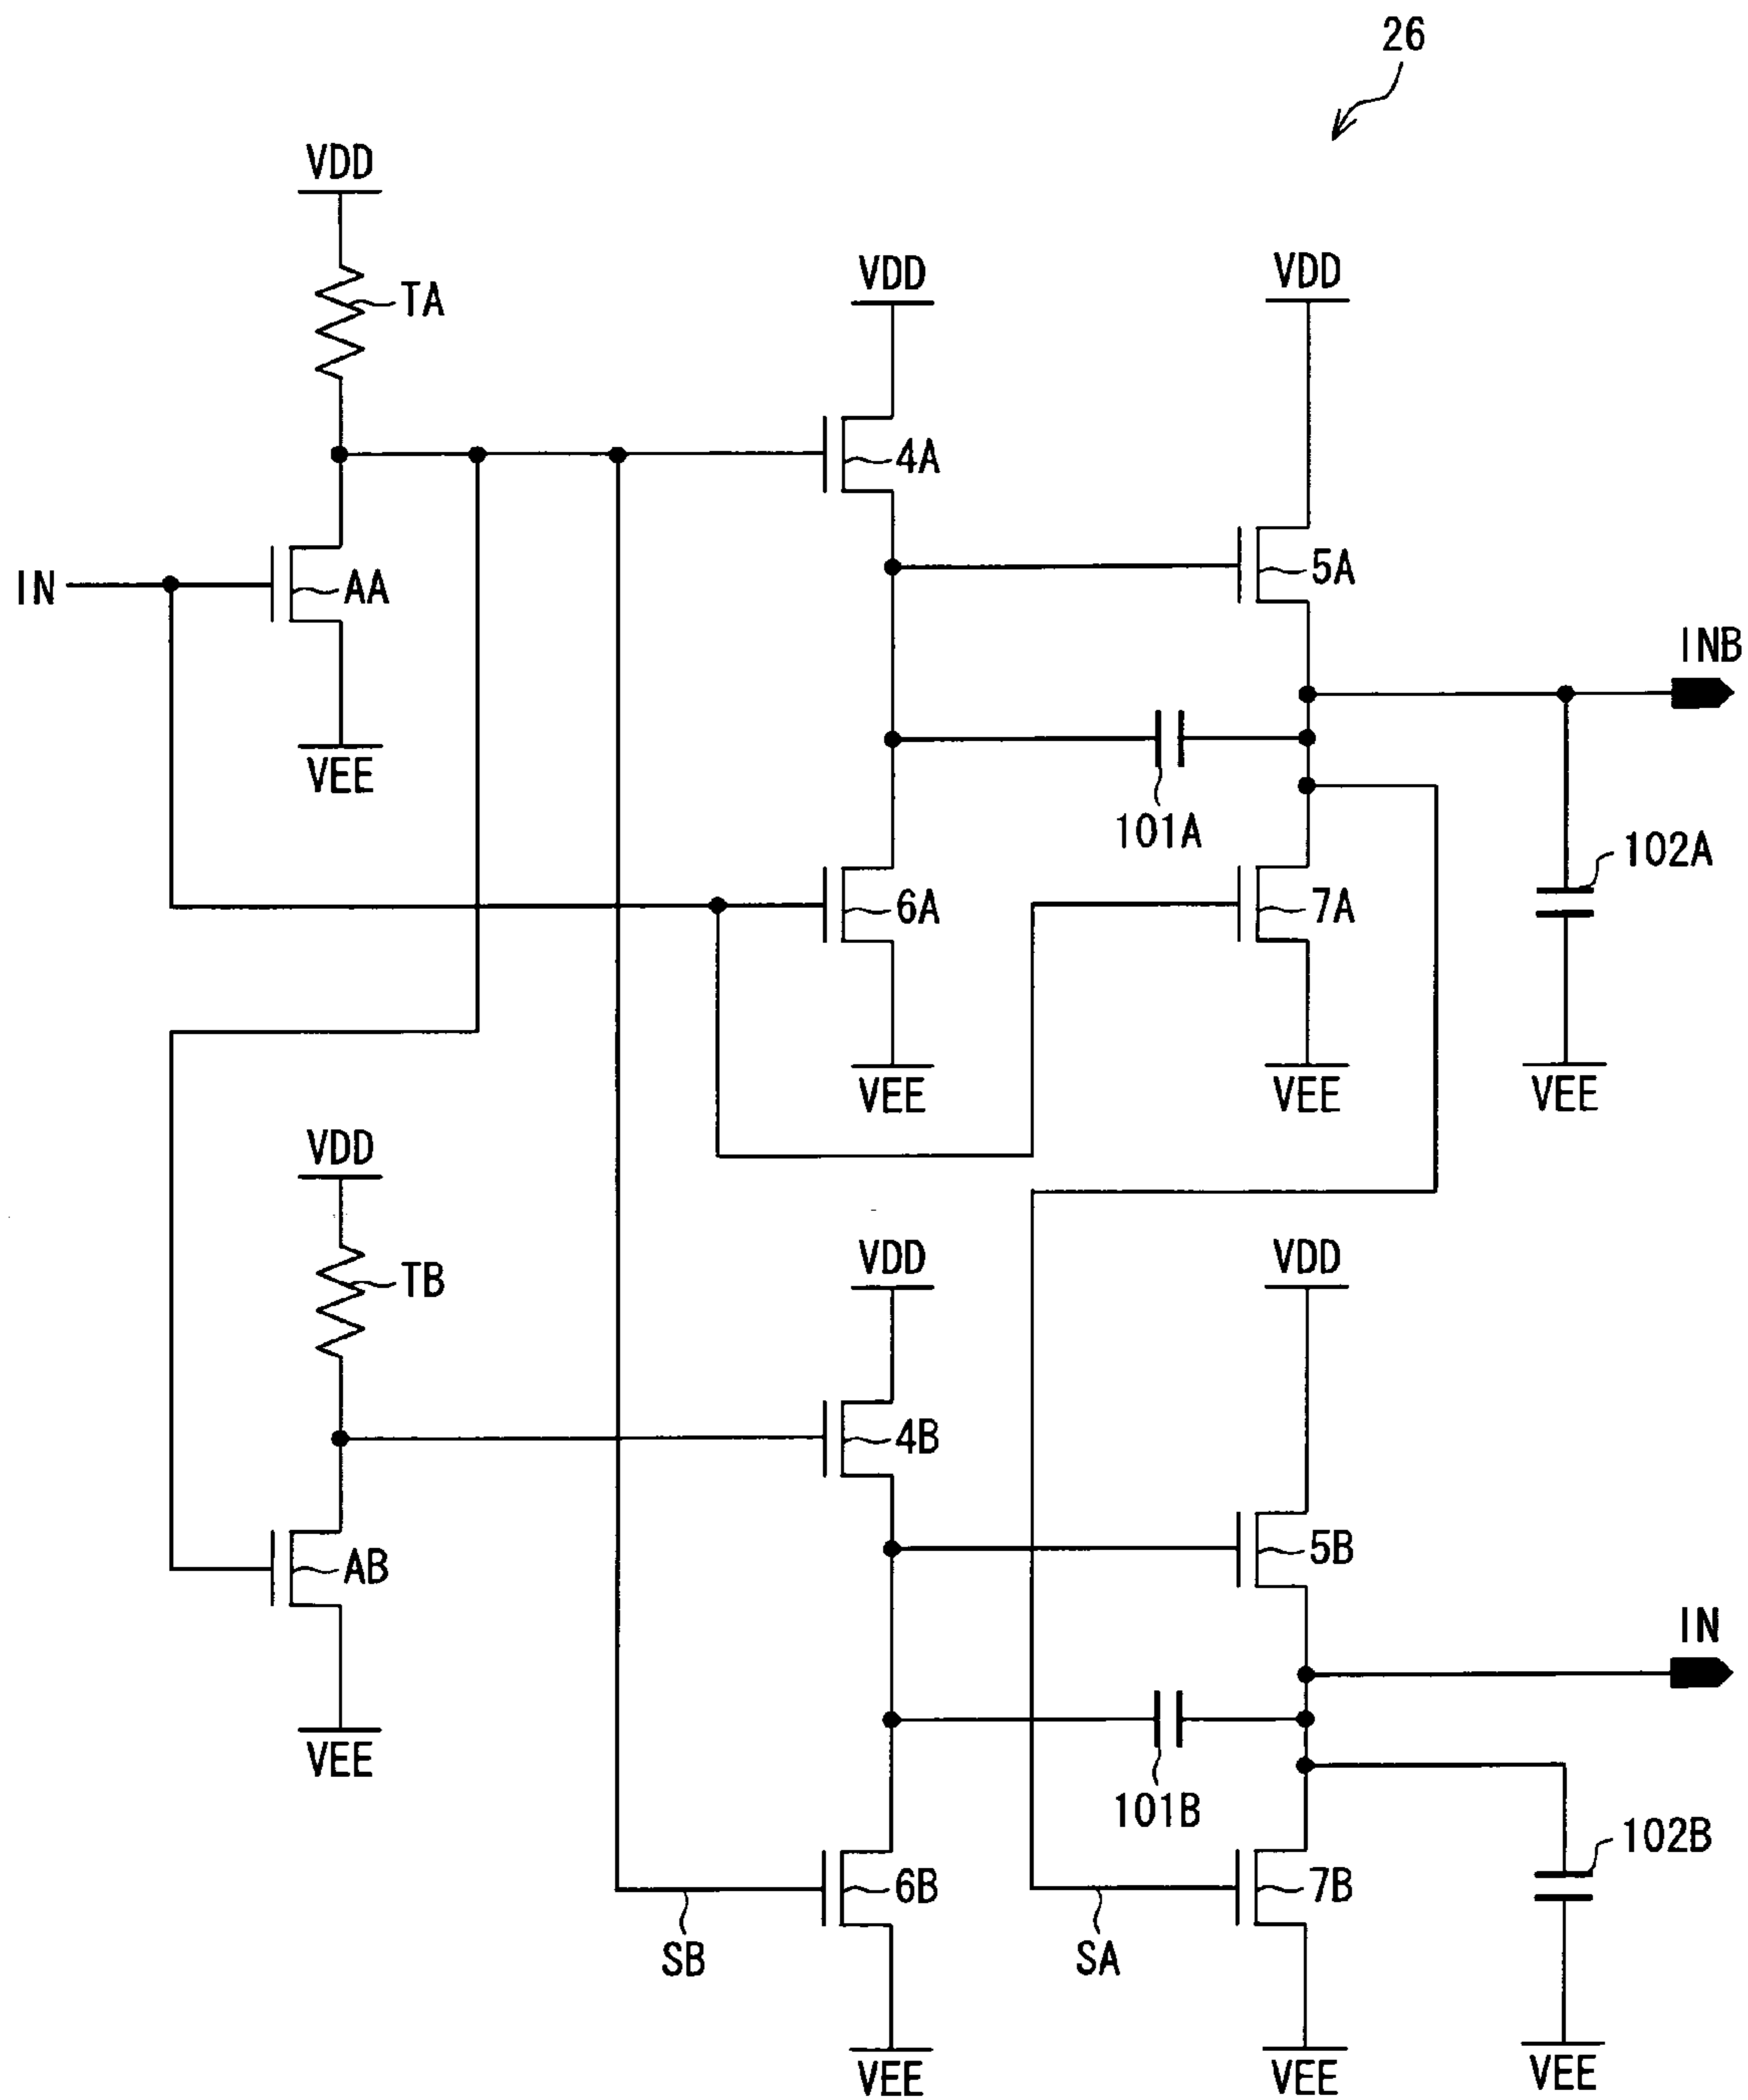 26
VDD
TA
VDD
VDD
4A
IN
AA
5A
INB
VEE
101A
102A
6A
7A
VEE
VEE
VEE
VDD
TB
VDD
VDD
4B
5B
AB
IN
VEE
101B
102B
6B
7B
SB
SA
VEE
VEE
VEE